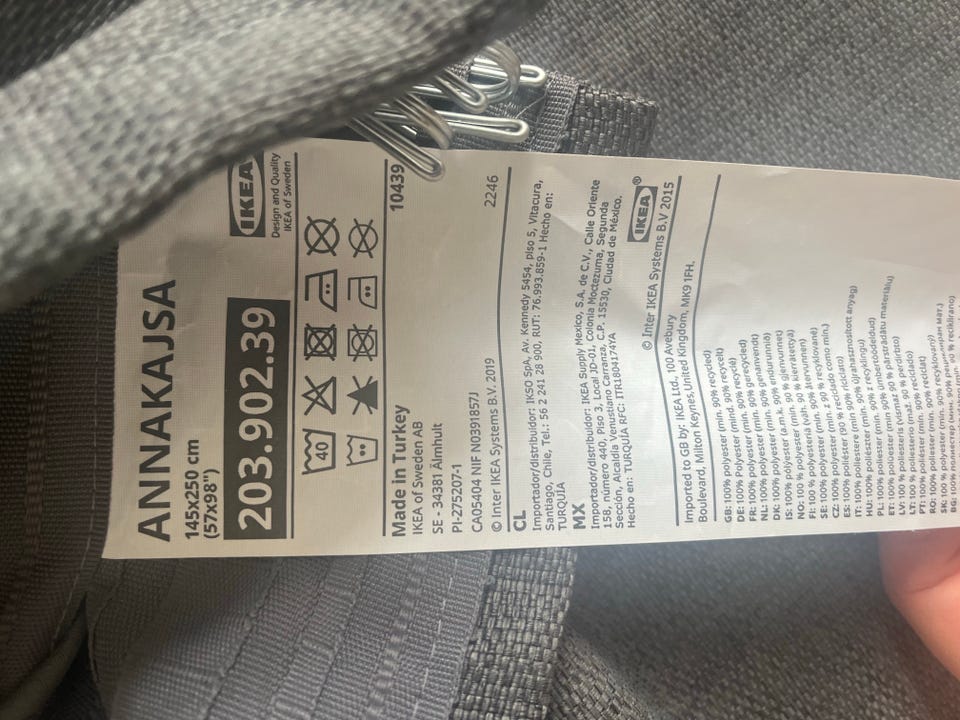 ANNAKAJSA
145x250 cm
(57x98")
203.902.39
IKEA
Design and Quality
IKEA of Sweden
40
Made in Turkey
10439
IKEA of Sweden AB
SE - 34381 Älmhult
PI-275207-1
CA05404 NIF N0391857J
2246
© Inter IKEA Systems B.V. 2019
CL
Importador/distribuidor: IKSO SpA, Av. Kennedy 5454, piso 5, Vitacura,
Santiago, Chile, Tel.: 56 2 241 28 900, RUT: 76.993.859-1 Hecho en:
TURQUÍA
MX
Importador/distribuidor: IKEA Supply Mexico, S.A. de C.V., Calle Oriente
158, número 440, Piso 3, Local JD-01, Colonia Moctezuma, Segunda
Sección, Alcaldía Venustiano Carranza, C.P. 15530, Ciudad de México.
Hecho en: TURQUÍA RFC: ITR1804174YA
IKEA®
© Inter IKEA Systems B.V 2015
Imported to GB by: IKEA Ltd., 100 Avebury
Boulevard, Milton Keynes,United Kingdom, MK9 1FH.
GB: 100% polyester (min. 90% recycled)
DE: 100% Polyester (mind. 90% recycelt)
FR: 100% polyester (min. 90% recyclé)
NL: 100% polyester (min. 90% gerecycled)
DK: 100% polyester (min. 90% genanvendt)
IS: 100% pólýester (a.m.k. 90% endurunnið)
NO: 100 % polyester (min. 90 % gjenvunnet)
FI: 100 % polyesteriä (väh. 90 % kierrätettyä)
SE: 100% polyester (min. 90% återvunnen)
CZ: 100% polyester (min. 90 % recyklované)
ES: 100% poliéster (90 % reciclado como mín.)
IT: 100% poliestere (min. 90% riciclato)
HU: 100% poliészter (min. 90% újrahasznosított anyag)
PL: 100% poliester (min. 90% z recyklingu)
EE: 100% polüester (min. 90% ümbertöödeldud)
LV: 100 % poliesteris (vismaz 90 % pārstrādātu materiālu)
LT: 100% poliesteris (maž. 90 % perdirbto)
PT: 100% poliéster (min. 90% reciclado)
RO: 100% poliester (min. 90% reciclat)
SK: 100 % polyester (min. 90% recyklovaný)